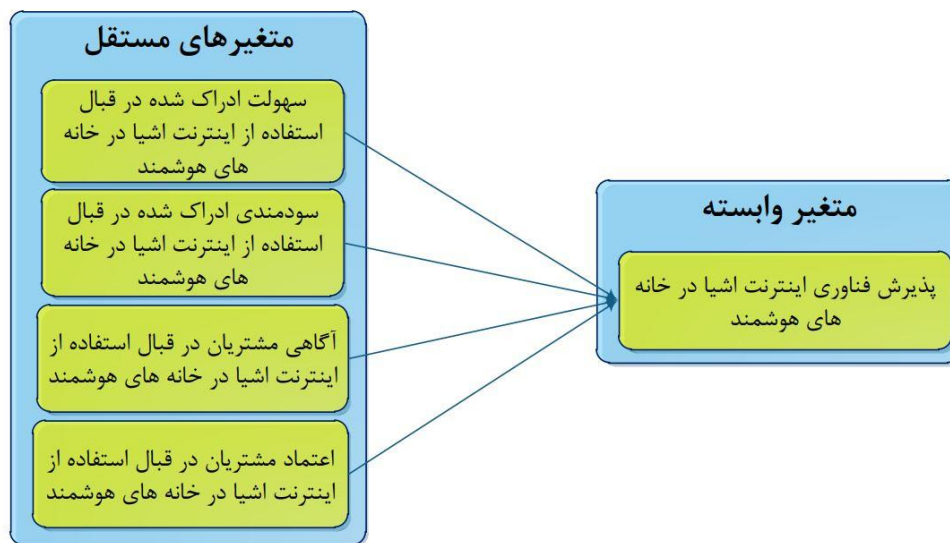 متغیرهای مستقل
سهولت ادراک شده در قبال
استفاده از اینترنت اشیا در خانه
های هوشمند
سودمندی ادراک شده در قبال
استفاده از اینترنت اشیا در خانه
های هوشمند
آگاهی مشتریان در قبال استفاده از
اینترنت اشیا در خانه های هوشمند
اعتماد مشتریان در قبال استفاده از
اینترنت اشیا در خانه های هوشمند
متغیر وابسته
پذیرش فناوری اینترنت اشیا در خانه
های هوشمند